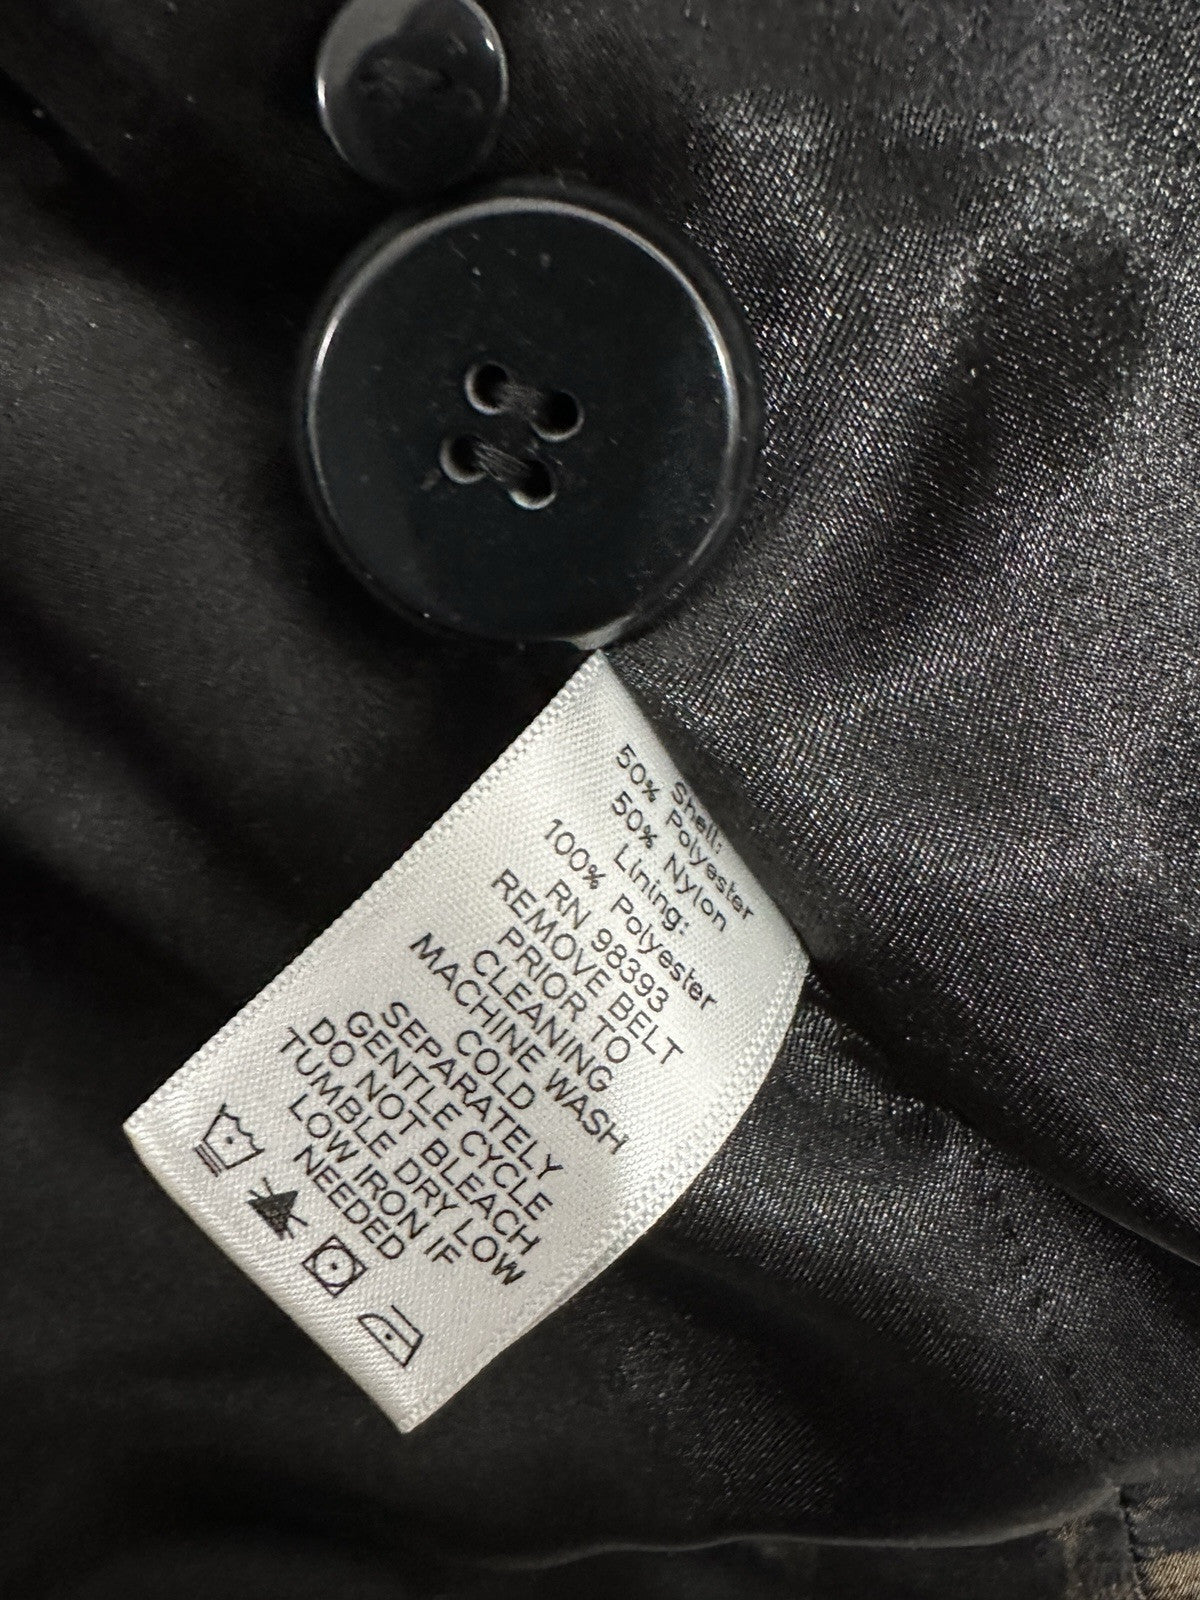 Shell:
50% Polyester
50% Nylon
Lining:
100% Polyester
RN 98393
REMOVE BELT
PRIOR TO
CLEANING
MACHINE WASH
COLD
SEPARATELY
GENTLE CYCLE
DO NOT BLEACH
TUMBLE DRY LOW
LOW IRON IF
NEEDED